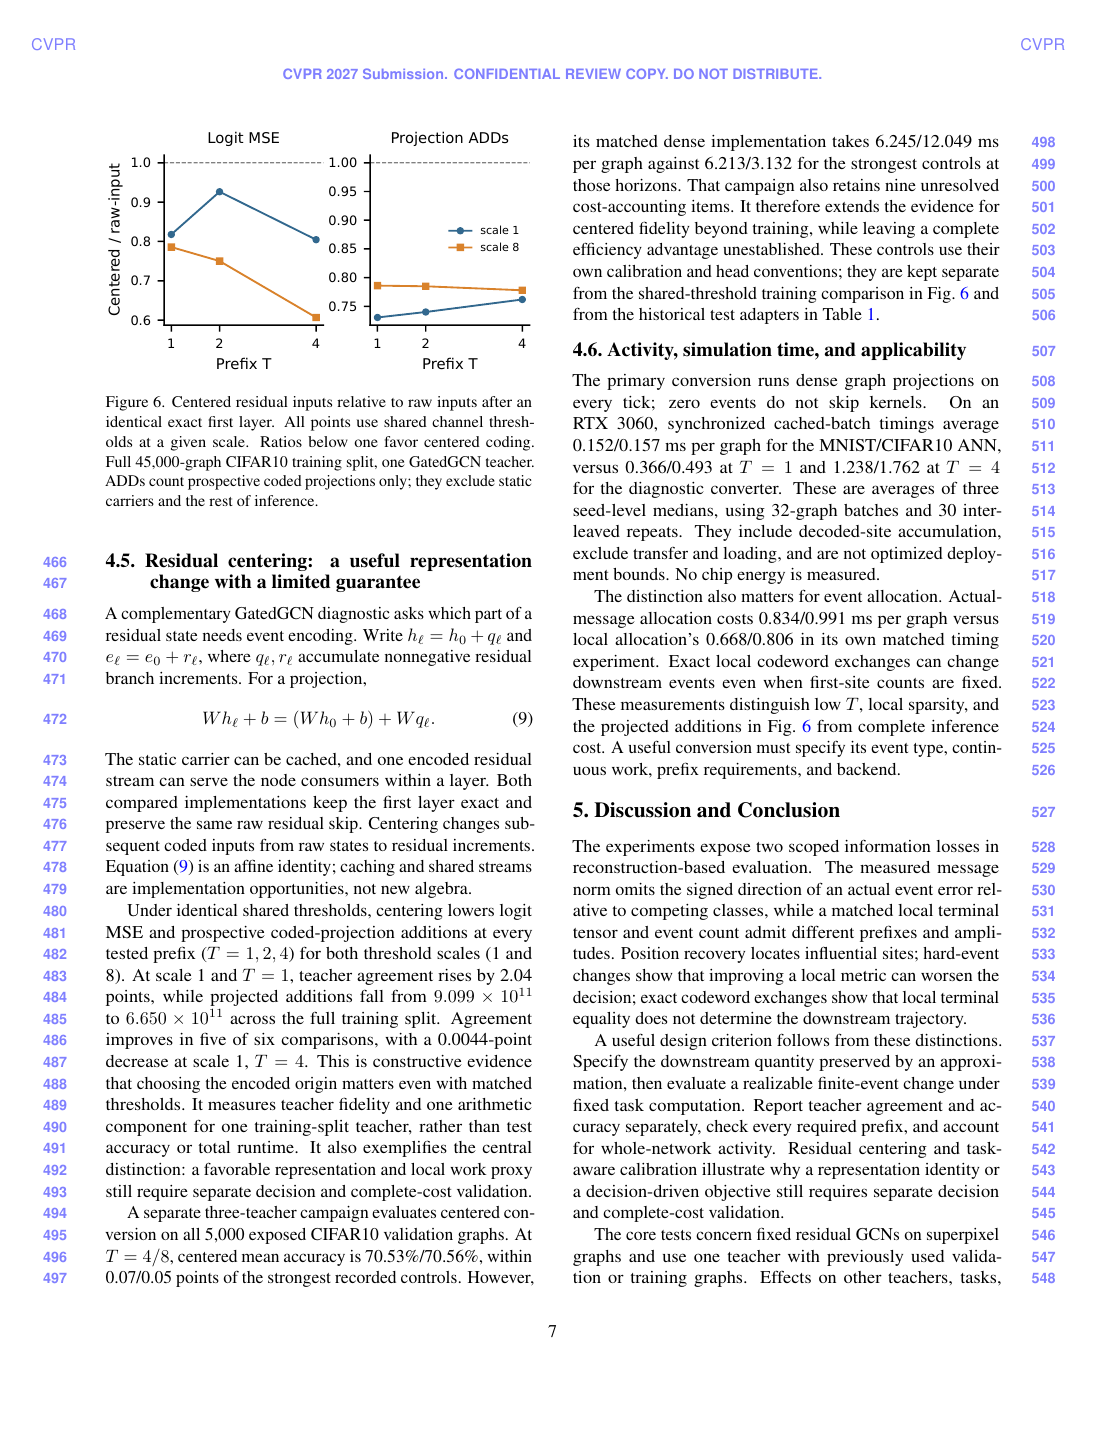 CVPR
CVPR
CVPR 2027 Submission. CONFIDENTIAL REVIEW COPY. DO NOT DISTRIBUTE.
Logit MSE
Projection ADDs
Centered / raw-input
1.0
0.9
0.8
0.7
0.6
1 2 4
Prefix T
1.00
0.95
0.90
0.85
0.80
0.75
scale 1
scale 8
1 2 4
Prefix T
Figure 6. Centered residual inputs relative to raw inputs after an
identical exact first layer. All points use shared channel thresh-
olds at a given scale. Ratios below one favor centered coding.
Full 45,000-graph CIFAR10 training split, one GatedGCN teacher.
ADDs count prospective coded projections only; they exclude static
carriers and the rest of inference.
466 4.5. Residual centering: a useful representation
467 change with a limited guarantee
468 A complementary GatedGCN diagnostic asks which part of a
469 residual state needs event encoding. Write hℓ = h0 + qℓ and
470 eℓ = e0 + rℓ, where qℓ, rℓ accumulate nonnegative residual
471 branch increments. For a projection,
472 Whℓ + b = (Wh0 + b) + Wqℓ. (9)
473 The static carrier can be cached, and one encoded residual
474 stream can serve the node consumers within a layer. Both
475 compared implementations keep the first layer exact and
476 preserve the same raw residual skip. Centering changes sub-
477 sequent coded inputs from raw states to residual increments.
478 Equation (9) is an affine identity; caching and shared streams
479 are implementation opportunities, not new algebra.
480 Under identical shared thresholds, centering lowers logit
481 MSE and prospective coded-projection additions at every
482 tested prefix (T = 1, 2, 4) for both threshold scales (1 and
483 8). At scale 1 and T = 1, teacher agreement rises by 2.04
484 points, while projected additions fall from 9.099 × 10¹¹
485 to 6.650 × 10¹¹ across the full training split. Agreement
486 improves in five of six comparisons, with a 0.0044-point
487 decrease at scale 1, T = 4. This is constructive evidence
488 that choosing the encoded origin matters even with matched
489 thresholds. It measures teacher fidelity and one arithmetic
490 component for one training-split teacher, rather than test
491 accuracy or total runtime. It also exemplifies the central
492 distinction: a favorable representation and local work proxy
493 still require separate decision and complete-cost validation.
494 A separate three-teacher campaign evaluates centered con-
495 version on all 5,000 exposed CIFAR10 validation graphs. At
496 T = 4/8, centered mean accuracy is 70.53%/70.56%, within
497 0.07/0.05 points of the strongest recorded controls. However,
its matched dense implementation takes 6.245/12.049 ms 498
per graph against 6.213/3.132 for the strongest controls at 499
those horizons. That campaign also retains nine unresolved 500
cost-accounting items. It therefore extends the evidence for 501
centered fidelity beyond training, while leaving a complete 502
efficiency advantage unestablished. These controls use their 503
own calibration and head conventions; they are kept separate 504
from the shared-threshold training comparison in Fig. 6 and 505
from the historical test adapters in Table 1. 506
4.6. Activity, simulation time, and applicability 507
The primary conversion runs dense graph projections on 508
every tick; zero events do not skip kernels. On an 509
RTX 3060, synchronized cached-batch timings average 510
0.152/0.157 ms per graph for the MNIST/CIFAR10 ANN, 511
versus 0.366/0.493 at T = 1 and 1.238/1.762 at T = 4 512
for the diagnostic converter. These are averages of three 513
seed-level medians, using 32-graph batches and 30 inter- 514
leaved repeats. They include decoded-site accumulation, 515
exclude transfer and loading, and are not optimized deploy- 516
ment bounds. No chip energy is measured. 517
The distinction also matters for event allocation. Actual- 518
message allocation costs 0.834/0.991 ms per graph versus 519
local allocation's 0.668/0.806 in its own matched timing 520
experiment. Exact local codeword exchanges can change 521
downstream events even when first-site counts are fixed. 522
These measurements distinguish low T, local sparsity, and 523
the projected additions in Fig. 6 from complete inference 524
cost. A useful conversion must specify its event type, contin- 525
uous work, prefix requirements, and backend. 526
5. Discussion and Conclusion 527
The experiments expose two scoped information losses in 528
reconstruction-based evaluation. The measured message 529
norm omits the signed direction of an actual event error rel- 530
ative to competing classes, while a matched local terminal 531
tensor and event count admit different prefixes and ampli- 532
tudes. Position recovery locates influential sites; hard-event 533
changes show that improving a local metric can worsen the 534
decision; exact codeword exchanges show that local terminal 535
equality does not determine the downstream trajectory. 536
A useful design criterion follows from these distinctions. 537
Specify the downstream quantity preserved by an approxi- 538
mation, then evaluate a realizable finite-event change under 539
fixed task computation. Report teacher agreement and ac- 540
curacy separately, check every required prefix, and account 541
for whole-network activity. Residual centering and task- 542
aware calibration illustrate why a representation identity or 543
a decision-driven objective still requires separate decision 544
and complete-cost validation. 545
The core tests concern fixed residual GCNs on superpixel 546
graphs and use one teacher with previously used valida- 547
tion or training graphs. Effects on other teachers, tasks, 548
7